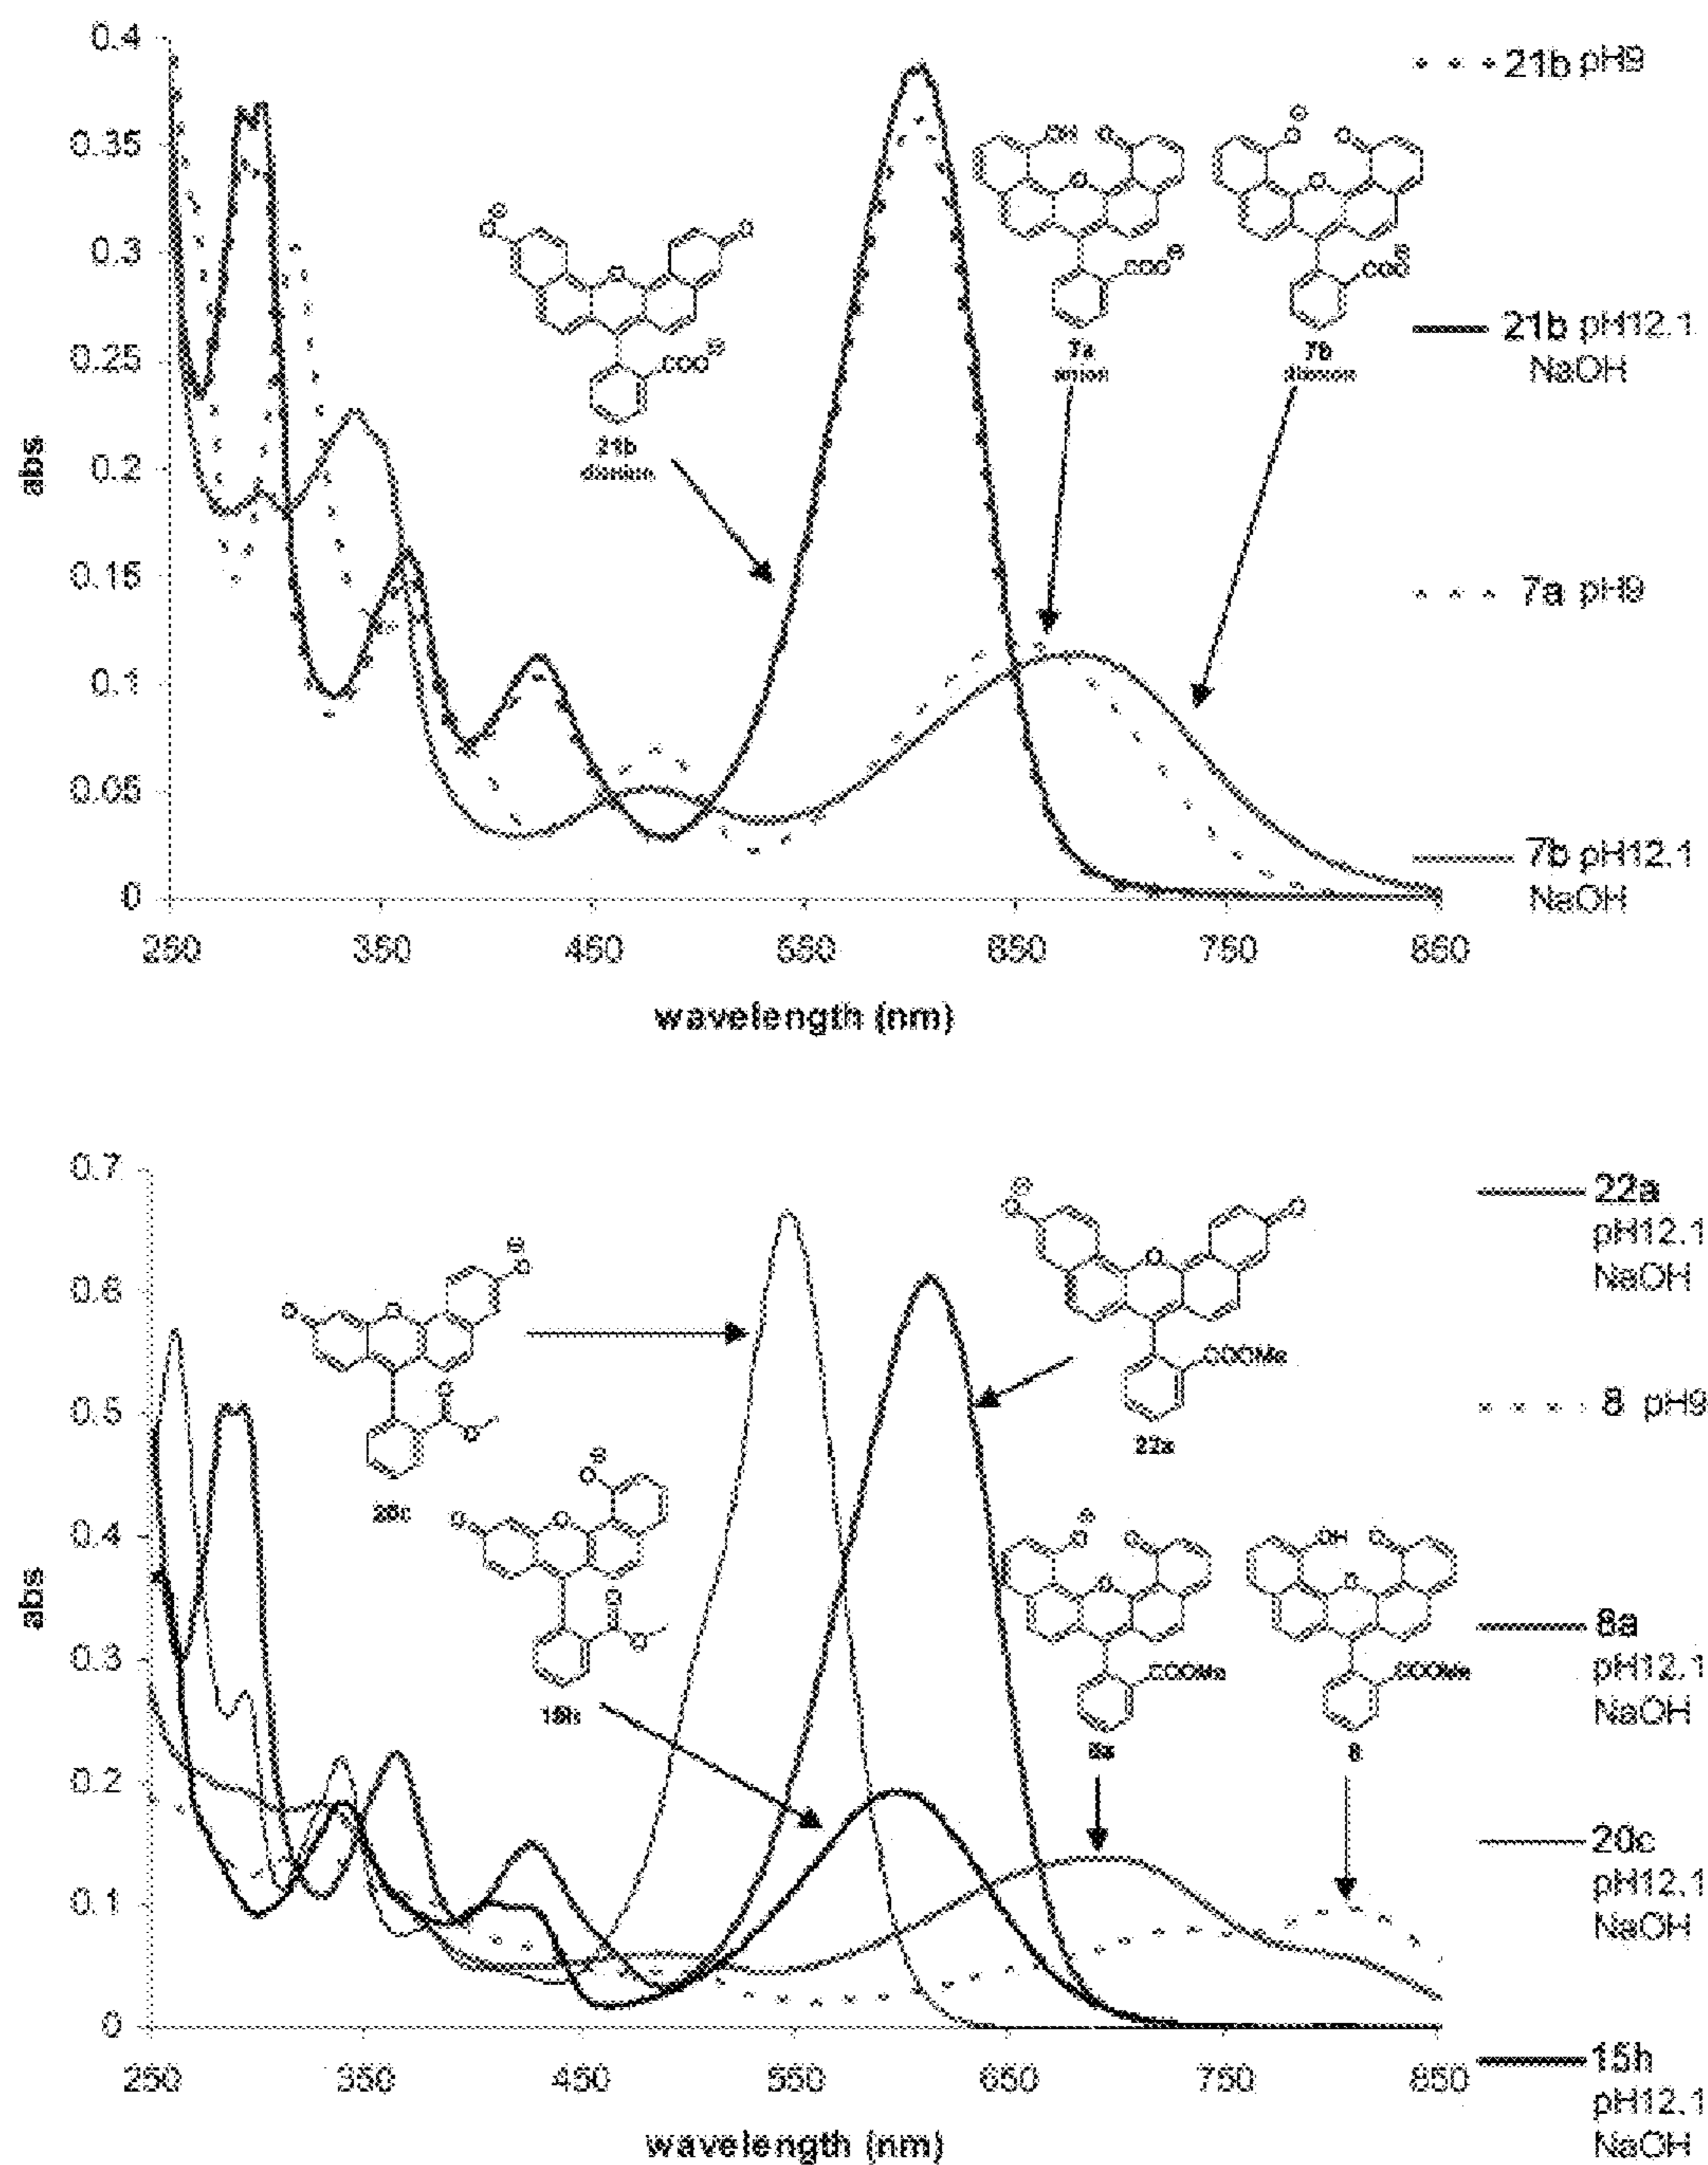 0.4
0.35
0.3
0.25
0.2
0.15
0.1
0.05
0
abs
250 350 450 550 650 750 850
wavelength (nm)
21b pH9
21b pH12.1
NaOH
7a pH9
7b pH12.1
NaOH
O⊖ O O
COO⊖
21b
dianion
OH O O
COO⊖
7a
anion
O⊖ O O
COO⊖
7b
dianion
0.7
0.6
0.5
0.4
0.3
0.2
0.1
0
abs
250 350 450 550 650 750 850
wavelength (nm)
22a
pH12.1
NaOH
8 pH9
8a
pH12.1
NaOH
20c
pH12.1
NaOH
15h
pH12.1
NaOH
O O O⊖
O
O
20c
O⊖
O O
O
O
15h
O⊖ O O
COOMe
22a
O⊖ O O
COOMe
8a
OH O O
COOMe
8